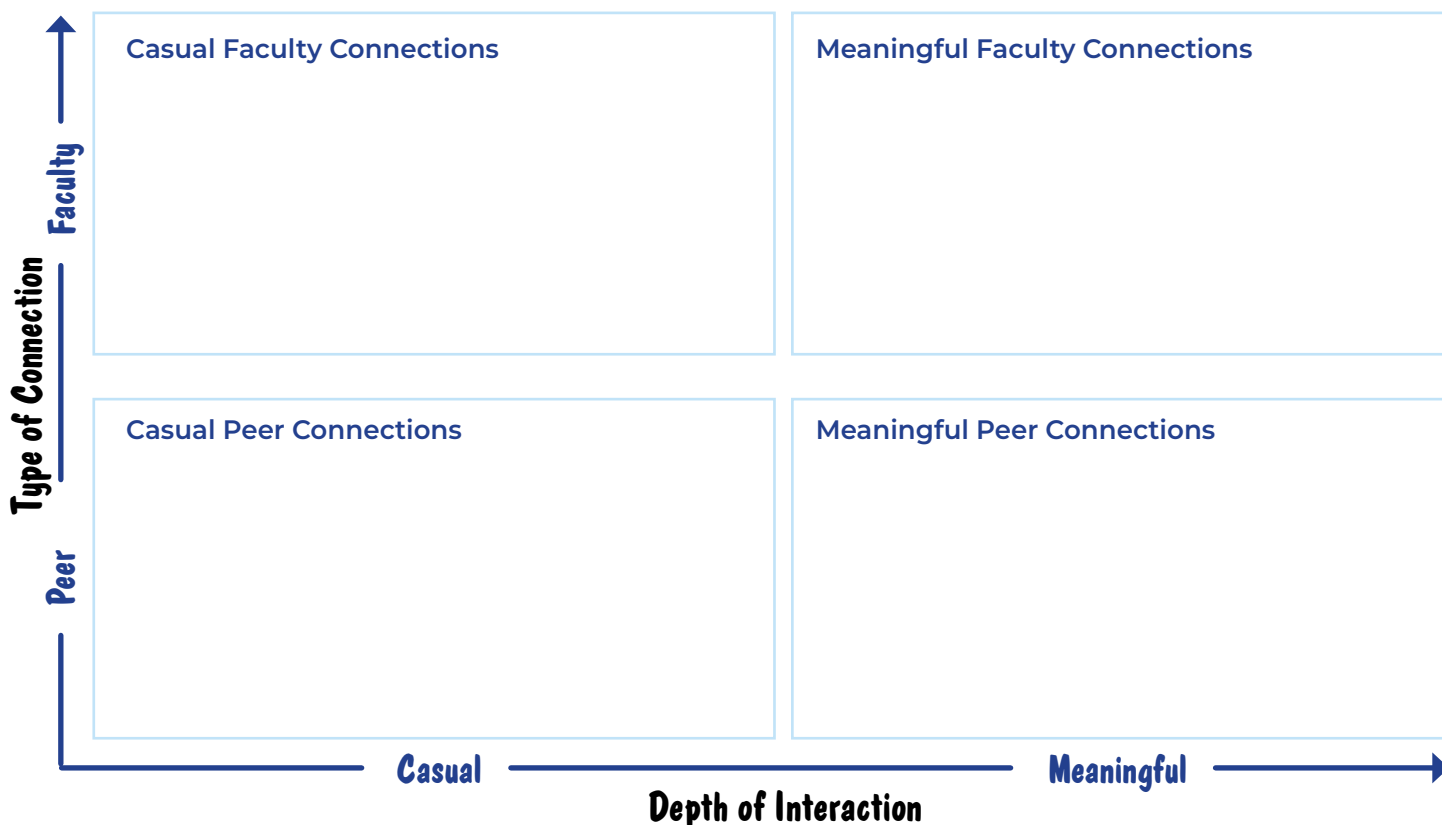 Casual Faculty Connections
Meaningful Faculty Connections
Faculty
Type of Connection
Casual Peer Connections
Meaningful Peer Connections
Peer
Casual
Meaningful
Depth of Interaction